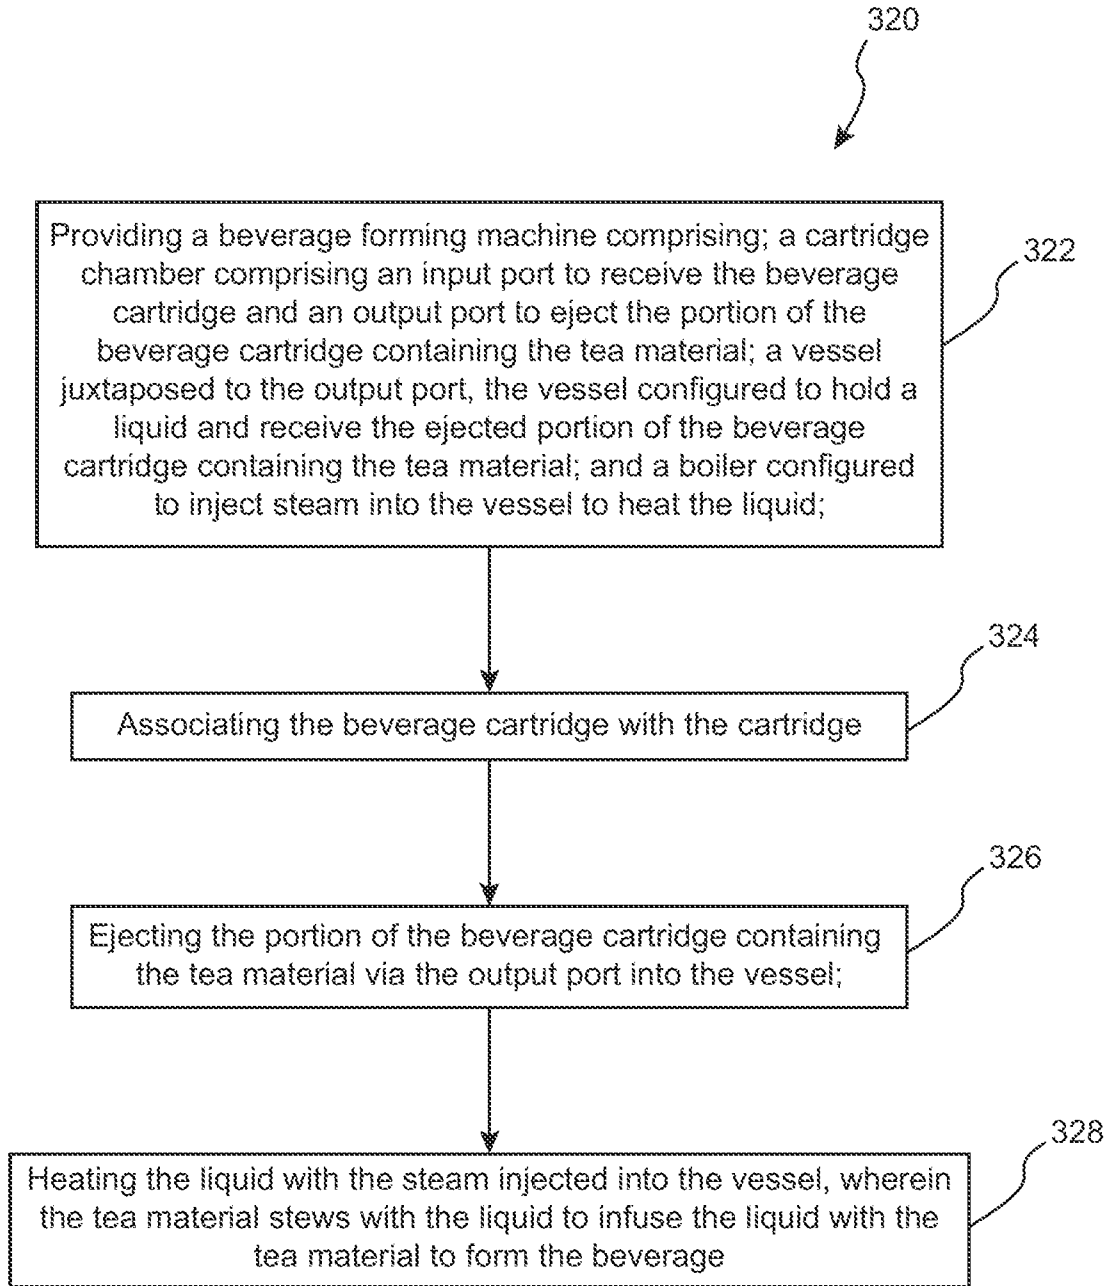 320
Providing a beverage forming machine comprising; a cartridge
chamber comprising an input port to receive the beverage
cartridge and an output port to eject the portion of the
beverage cartridge containing the tea material; a vessel
juxtaposed to the output port, the vessel configured to hold a
liquid and receive the ejected portion of the beverage
cartridge containing the tea material; and a boiler configured
to inject steam into the vessel to heat the liquid;
322
324
Associating the beverage cartridge with the cartridge
326
Ejecting the portion of the beverage cartridge containing
the tea material via the output port into the vessel;
328
Heating the liquid with the steam injected into the vessel, wherein
the tea material stews with the liquid to infuse the liquid with the
tea material to form the beverage